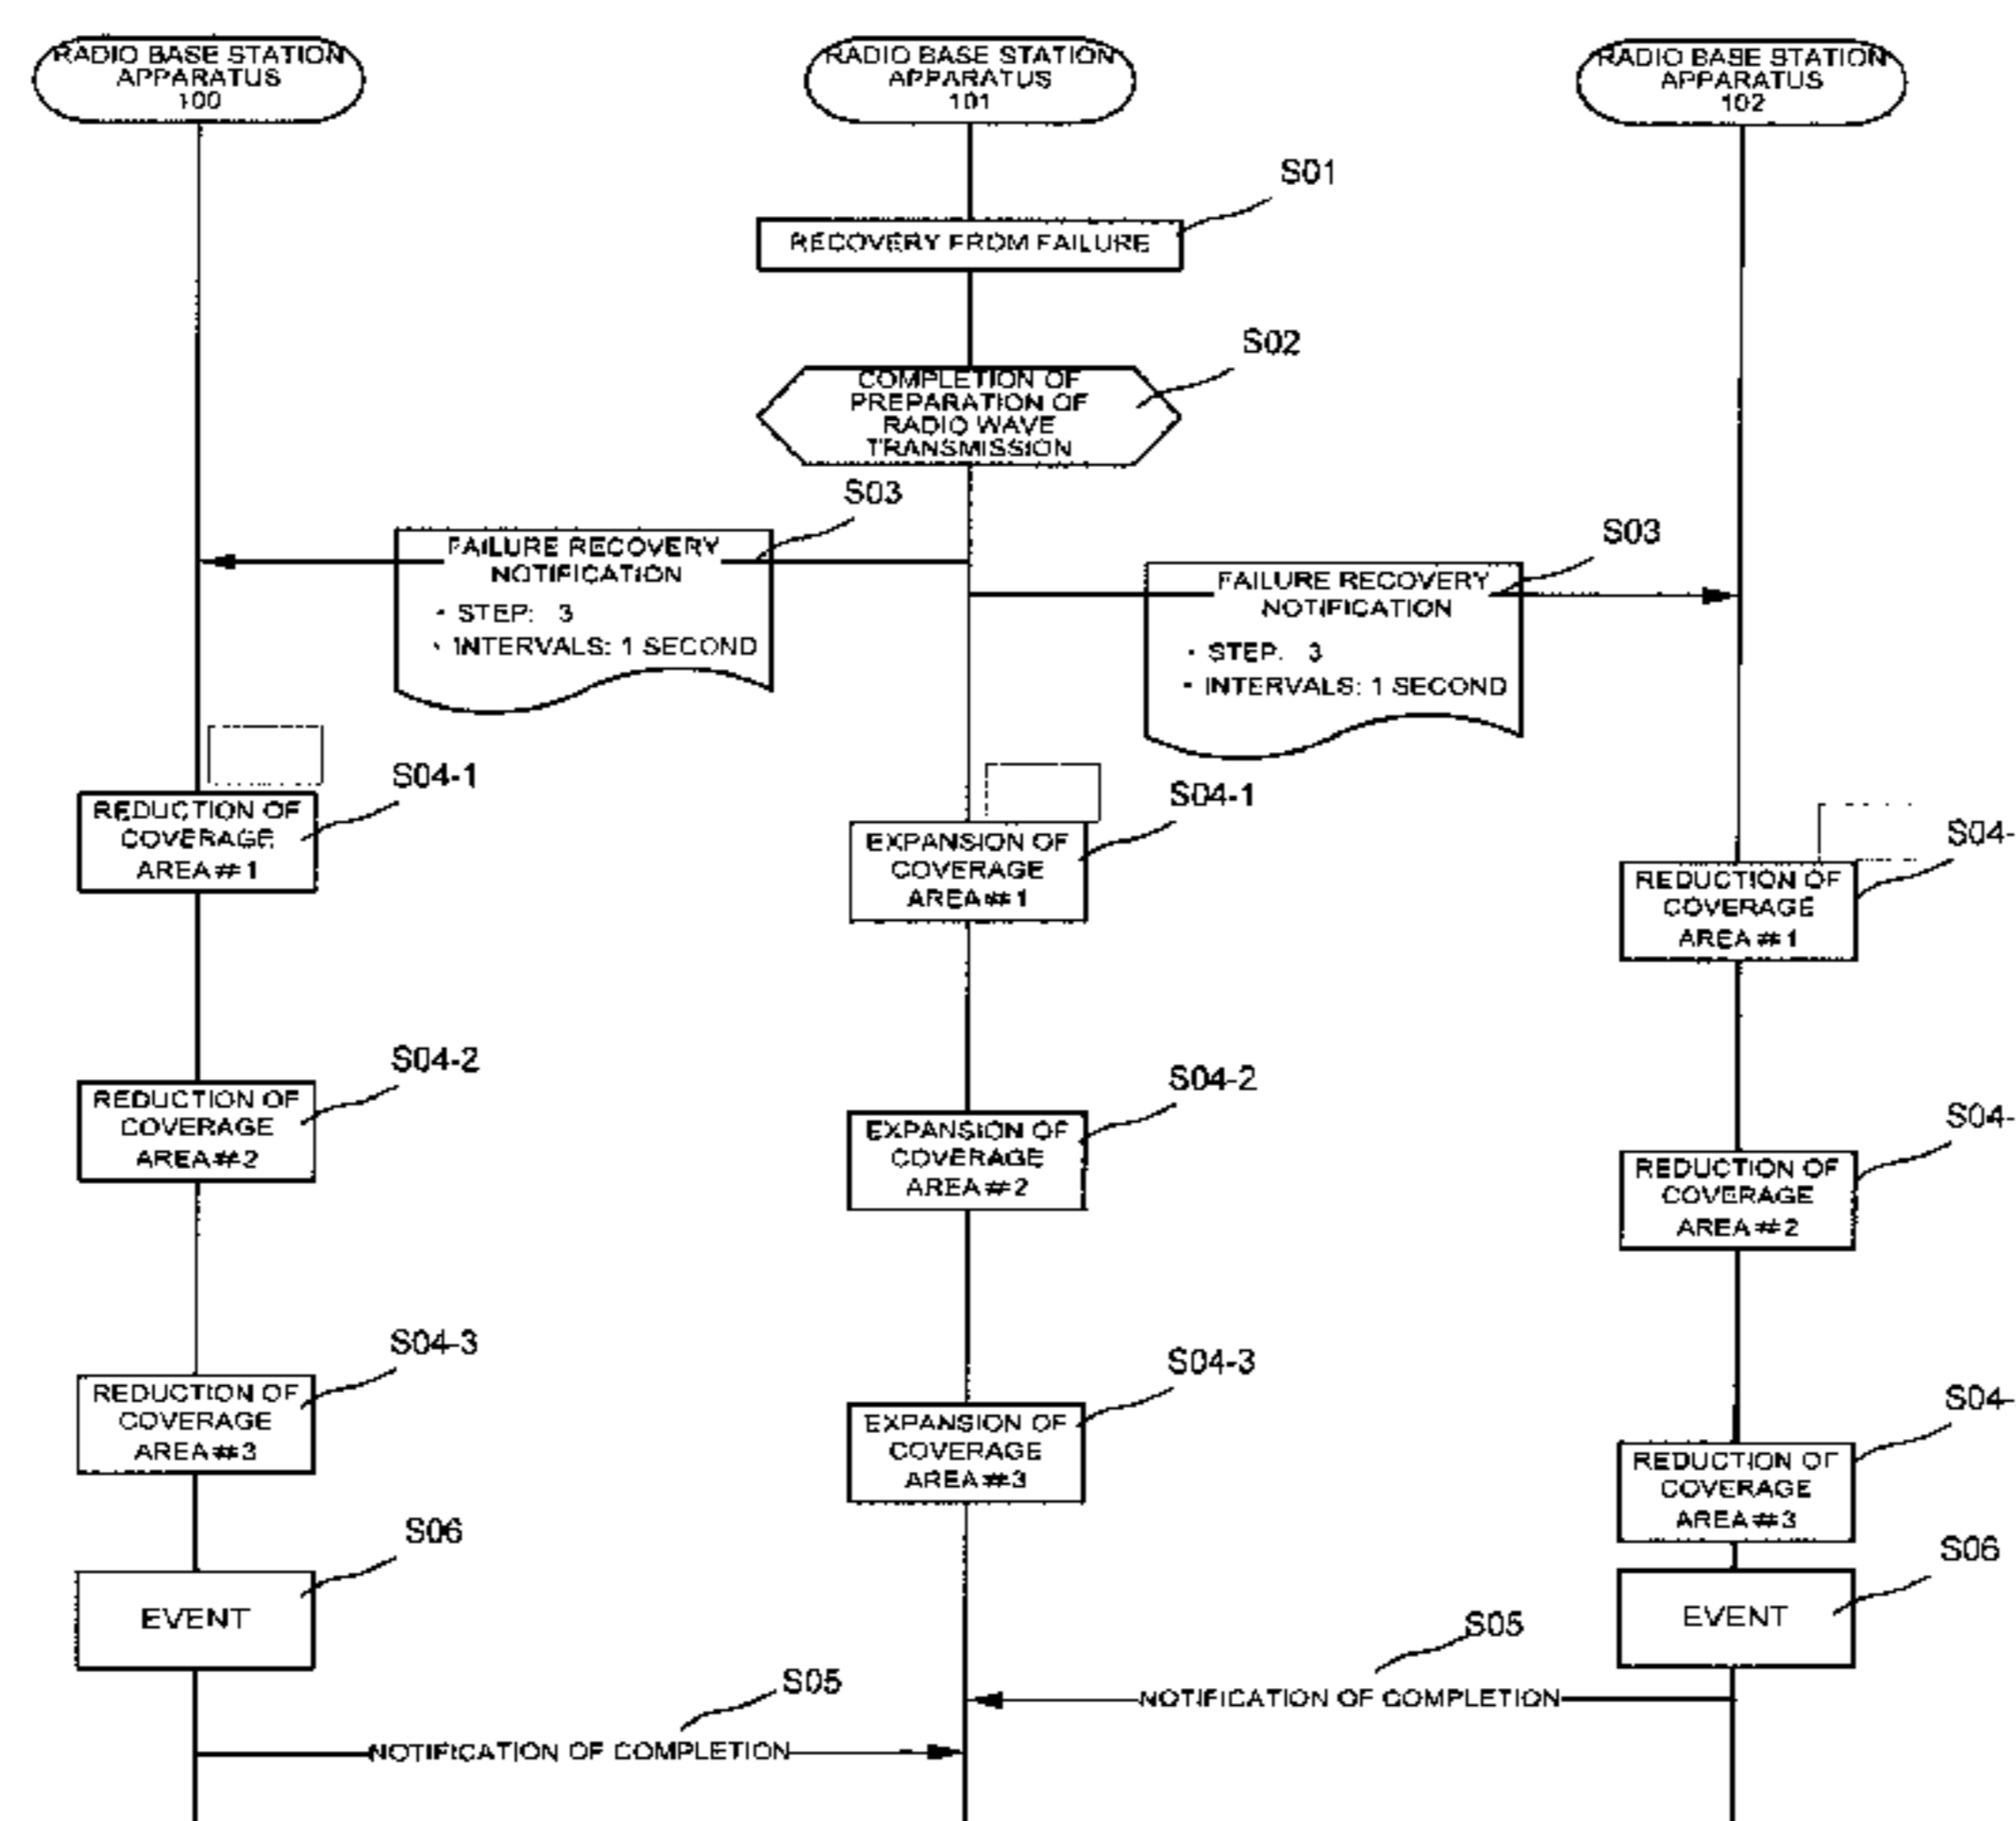 RADIO BASE STATION
APPARATUS
100
RADIO BASE STATION
APPARATUS
101
RADIO BASE STATION
APPARATUS
102
S01
RECOVERY FROM FAILURE
S02
COMPLETION OF
PREPARATION OF
RADIO WAVE
TRANSMISSION
S03
FAILURE RECOVERY
NOTIFICATION
· STEP: 3
· INTERVALS: 1 SECOND
S03
FAILURE RECOVERY
NOTIFICATION
· STEP. 3
· INTERVALS: 1 SECOND
S04-1
REDUCTION OF
COVERAGE
AREA#1
S04-1
EXPANSION OF
COVERAGE
AREA#1
S04-
REDUCTION OF
COVERAGE
AREA#1
S04-2
REDUCTION OF
COVERAGE
AREA#2
S04-2
EXPANSION OF
COVERAGE
AREA#2
S04-
REDUCTION OF
COVERAGE
AREA#2
S04-3
REDUCTION OF
COVERAGE
AREA#3
S04-3
EXPANSION OF
COVERAGE
AREA#3
S04-
REDUCTION OF
COVERAGE
AREA#3
S06
EVENT
S06
EVENT
S05
NOTIFICATION OF COMPLETION
S05
NOTIFICATION OF COMPLETION